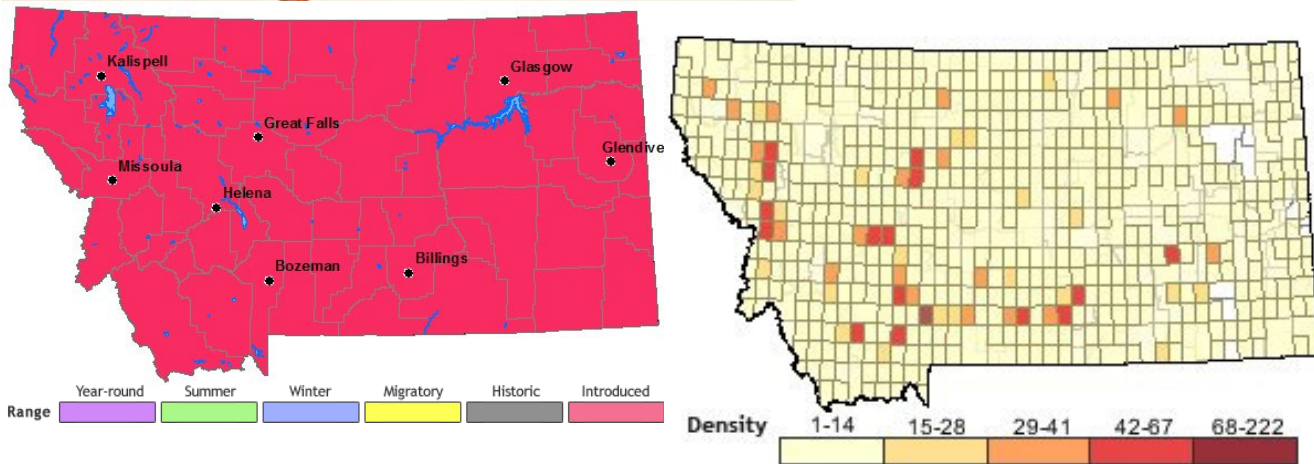 Kalispell
Glasgow
Great Falls
Glendive
Missoula
Helena
Bozeman
Billings
Year-round Summer Winter Migratory Historic Introduced
Range
Density 1-14 15-28 29-41 42-67 68-222